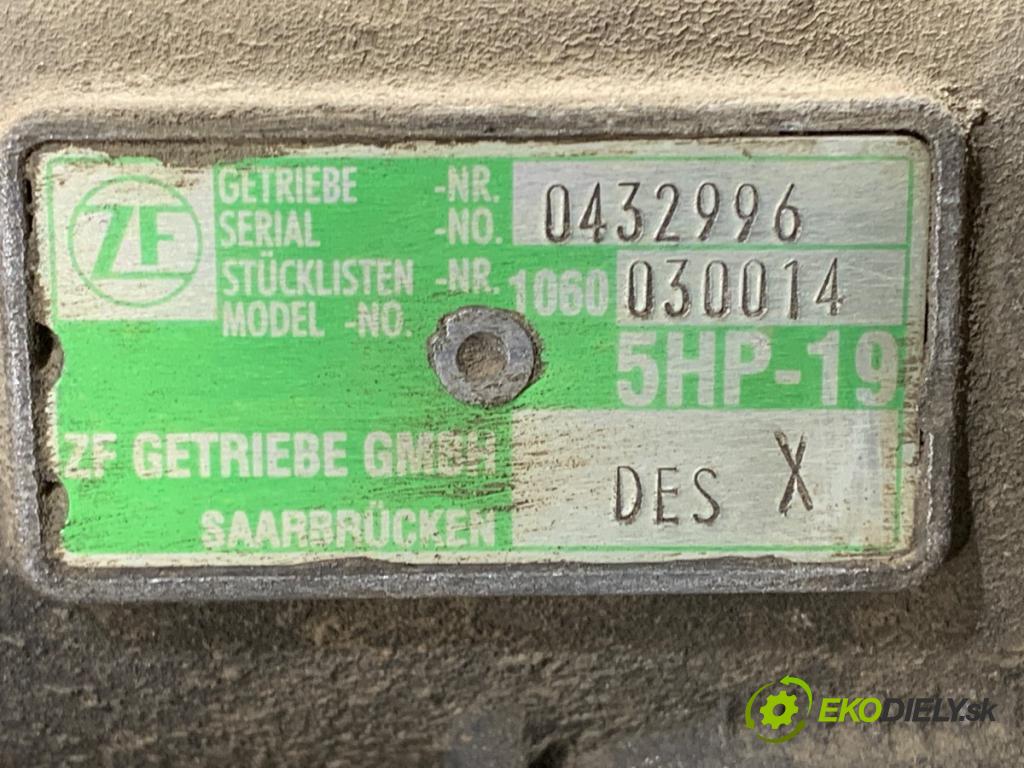 ZF
GETRIEBE -NR. 0432996
SERIAL -NO.
STÜCKLISTEN -NR. 1060 030014
MODEL -NO.
5HP-19
ZF GETRIEBE GMBH
DES X
SAARBRÜCKEN
EKODIELY.sk